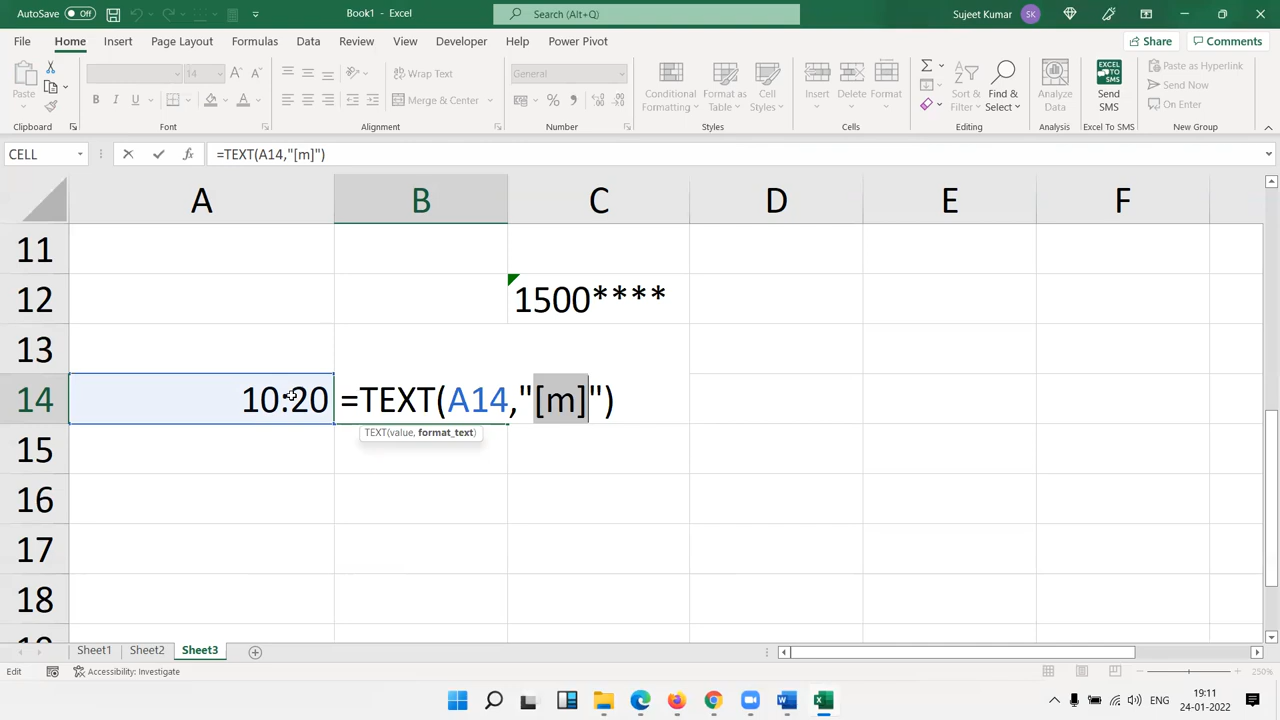 AutoSave Off
Book1 - Excel
Search (Alt+Q)
Sujeet Kumar
SK
File Home Insert Page Layout Formulas Data Review View Developer Help Power Pivot
Share
Comments
Paste
14
Wrap Text
Merge & Center
General
Conditional Formatting
Format as Table
Cell Styles
Insert
Delete
Format
Sort & Filter
Find & Select
Analyze Data
EXCEL TO SMS
Send SMS
Paste as Hyperlink
Send Now
On Enter
Clipboard
Font
Alignment
Number
Styles
Cells
Editing
Analysis
Excel To SMS
New Group
CELL
=TEXT(A14,"[m]")
A B C D E F
11
12 1500****
13
14 10:20 =TEXT(A14,"[m]")
TEXT(value, format_text)
15
16
17
18
Sheet1 Sheet2 Sheet3
Edit
Accessibility: Investigate
250%
ENG
19:11
24-01-2022